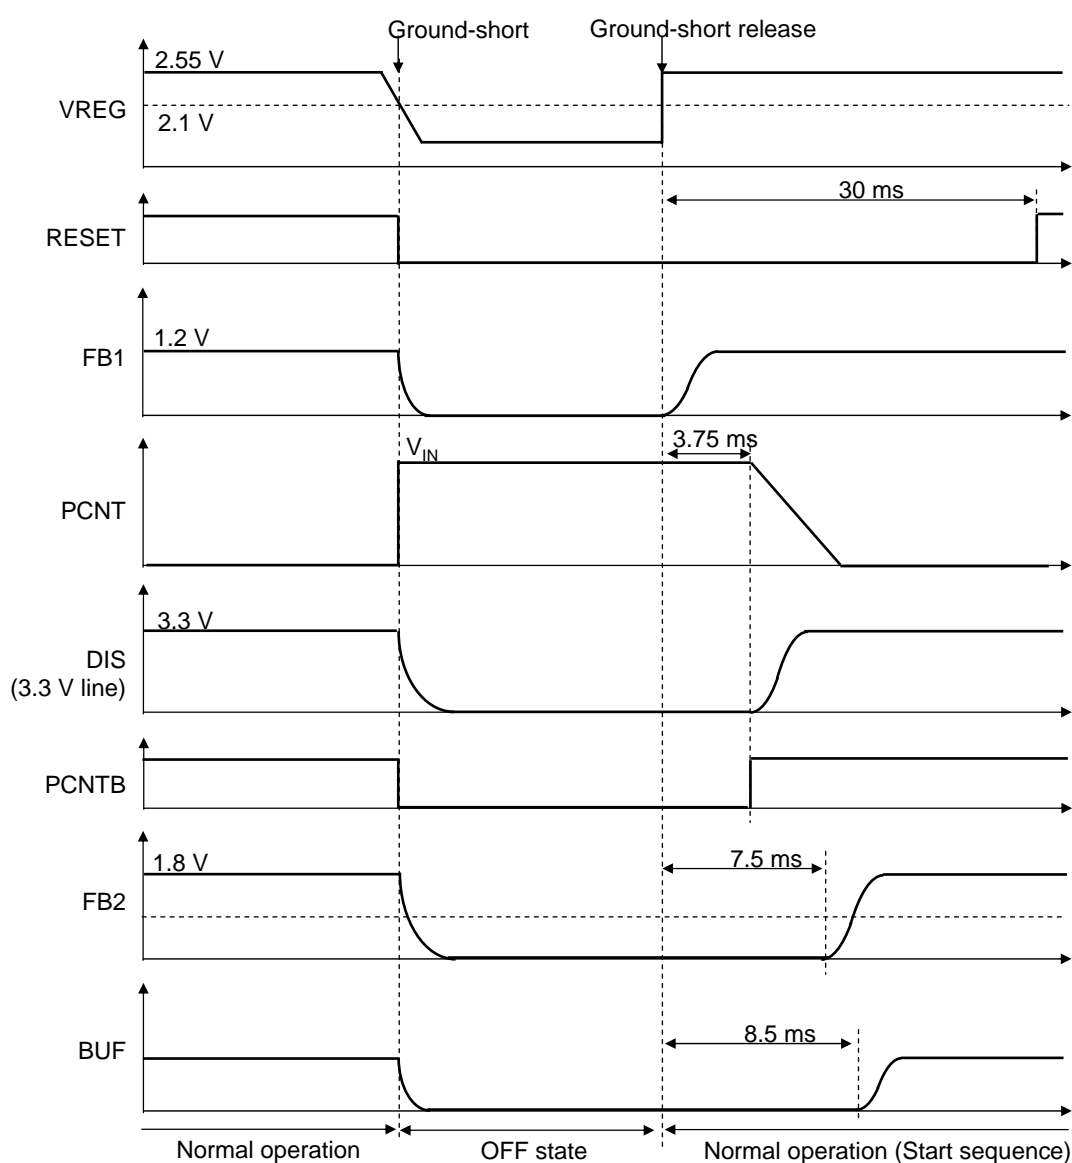 Ground-short
Ground-short release
2.55 V
VREG
2.1 V
30 ms
RESET
1.2 V
FB1
3.75 ms
VIN
PCNT
3.3 V
DIS
(3.3 V line)
PCNTB
1.8 V
7.5 ms
FB2
8.5 ms
BUF
Normal operation
OFF state
Normal operation (Start sequence)